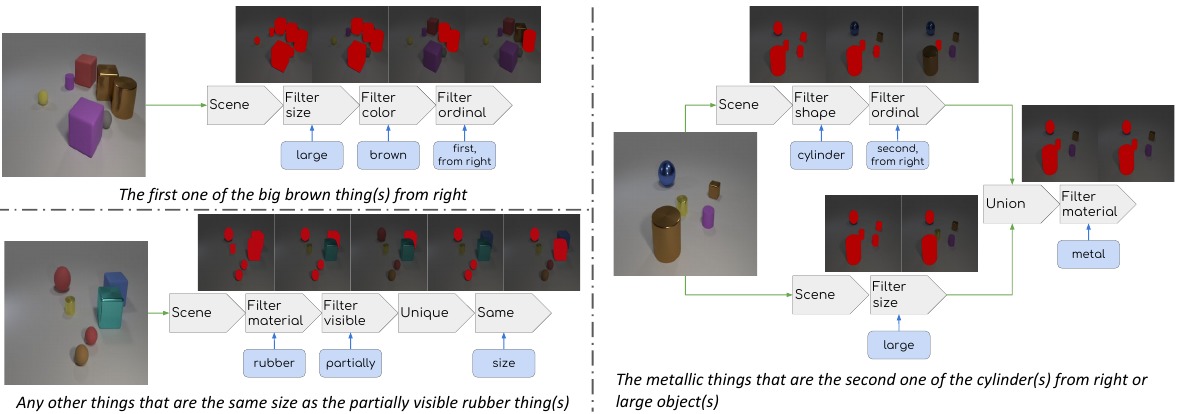 Scene
Filter
size
Filter
color
Filter
ordinal
large
brown
first,
from right
The first one of the big brown thing(s) from right
Scene
Filter
material
Filter
visible
Unique
Same
rubber
partially
size
Any other things that are the same size as the partially visible rubber thing(s)
Scene
Filter
shape
Filter
ordinal
cylinder
second,
from right
Union
Filter
material
metal
Scene
Filter
size
large
The metallic things that are the second one of the cylinder(s) from right or
large object(s)